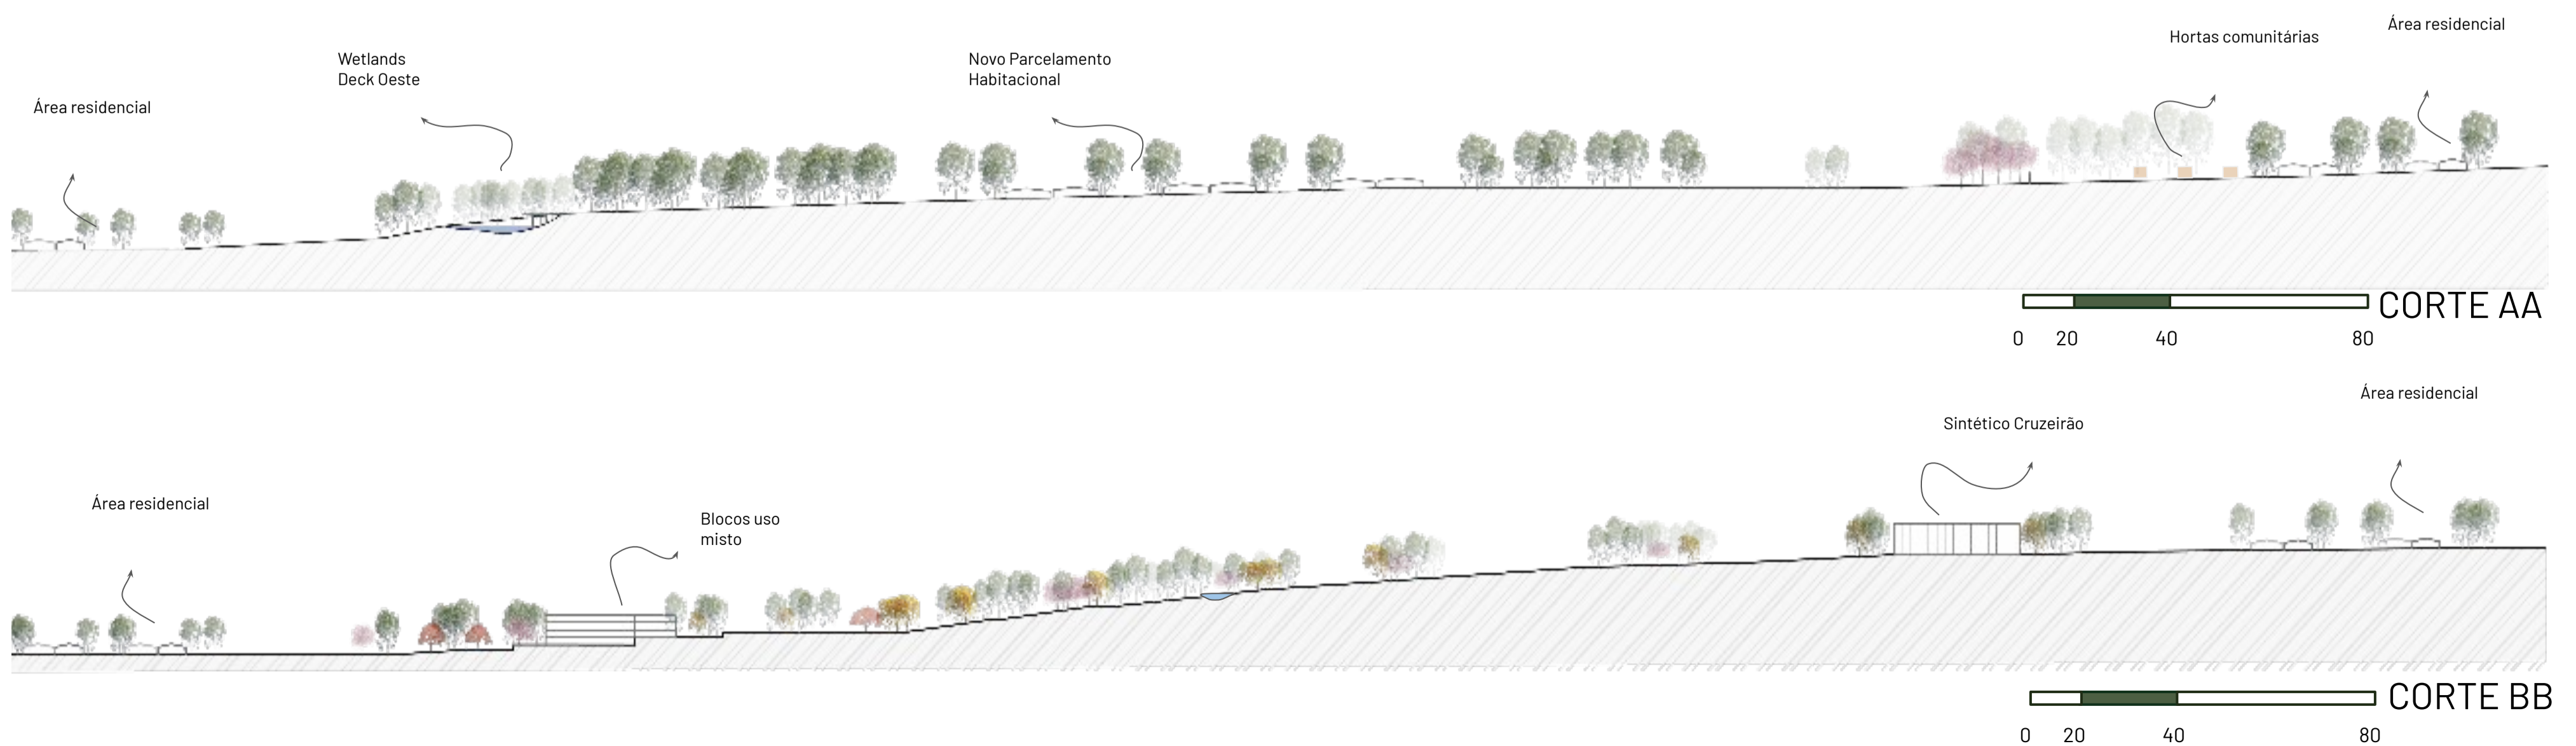 Área residencial
Wetlands
Deck Oeste
Novo Parcelamento
Habitacional
Hortas comunitárias
Área residencial
CORTE AA
0 20 40 80
Área residencial
Blocos uso
misto
Sintético Cruzeirão
Área residencial
CORTE BB
0 20 40 80